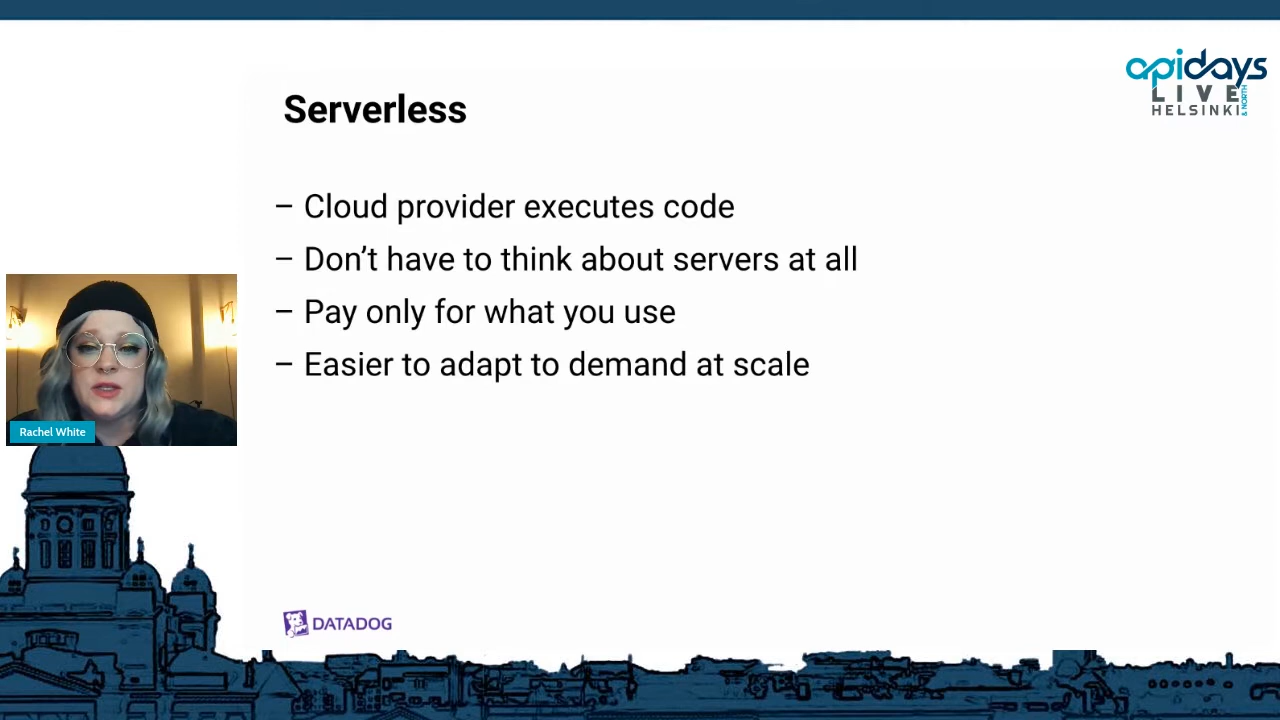 apidays
LIVE
HELSINKI
& NORTH
Serverless
– Cloud provider executes code
– Don’t have to think about servers at all
– Pay only for what you use
– Easier to adapt to demand at scale
Rachel White
DATADOG